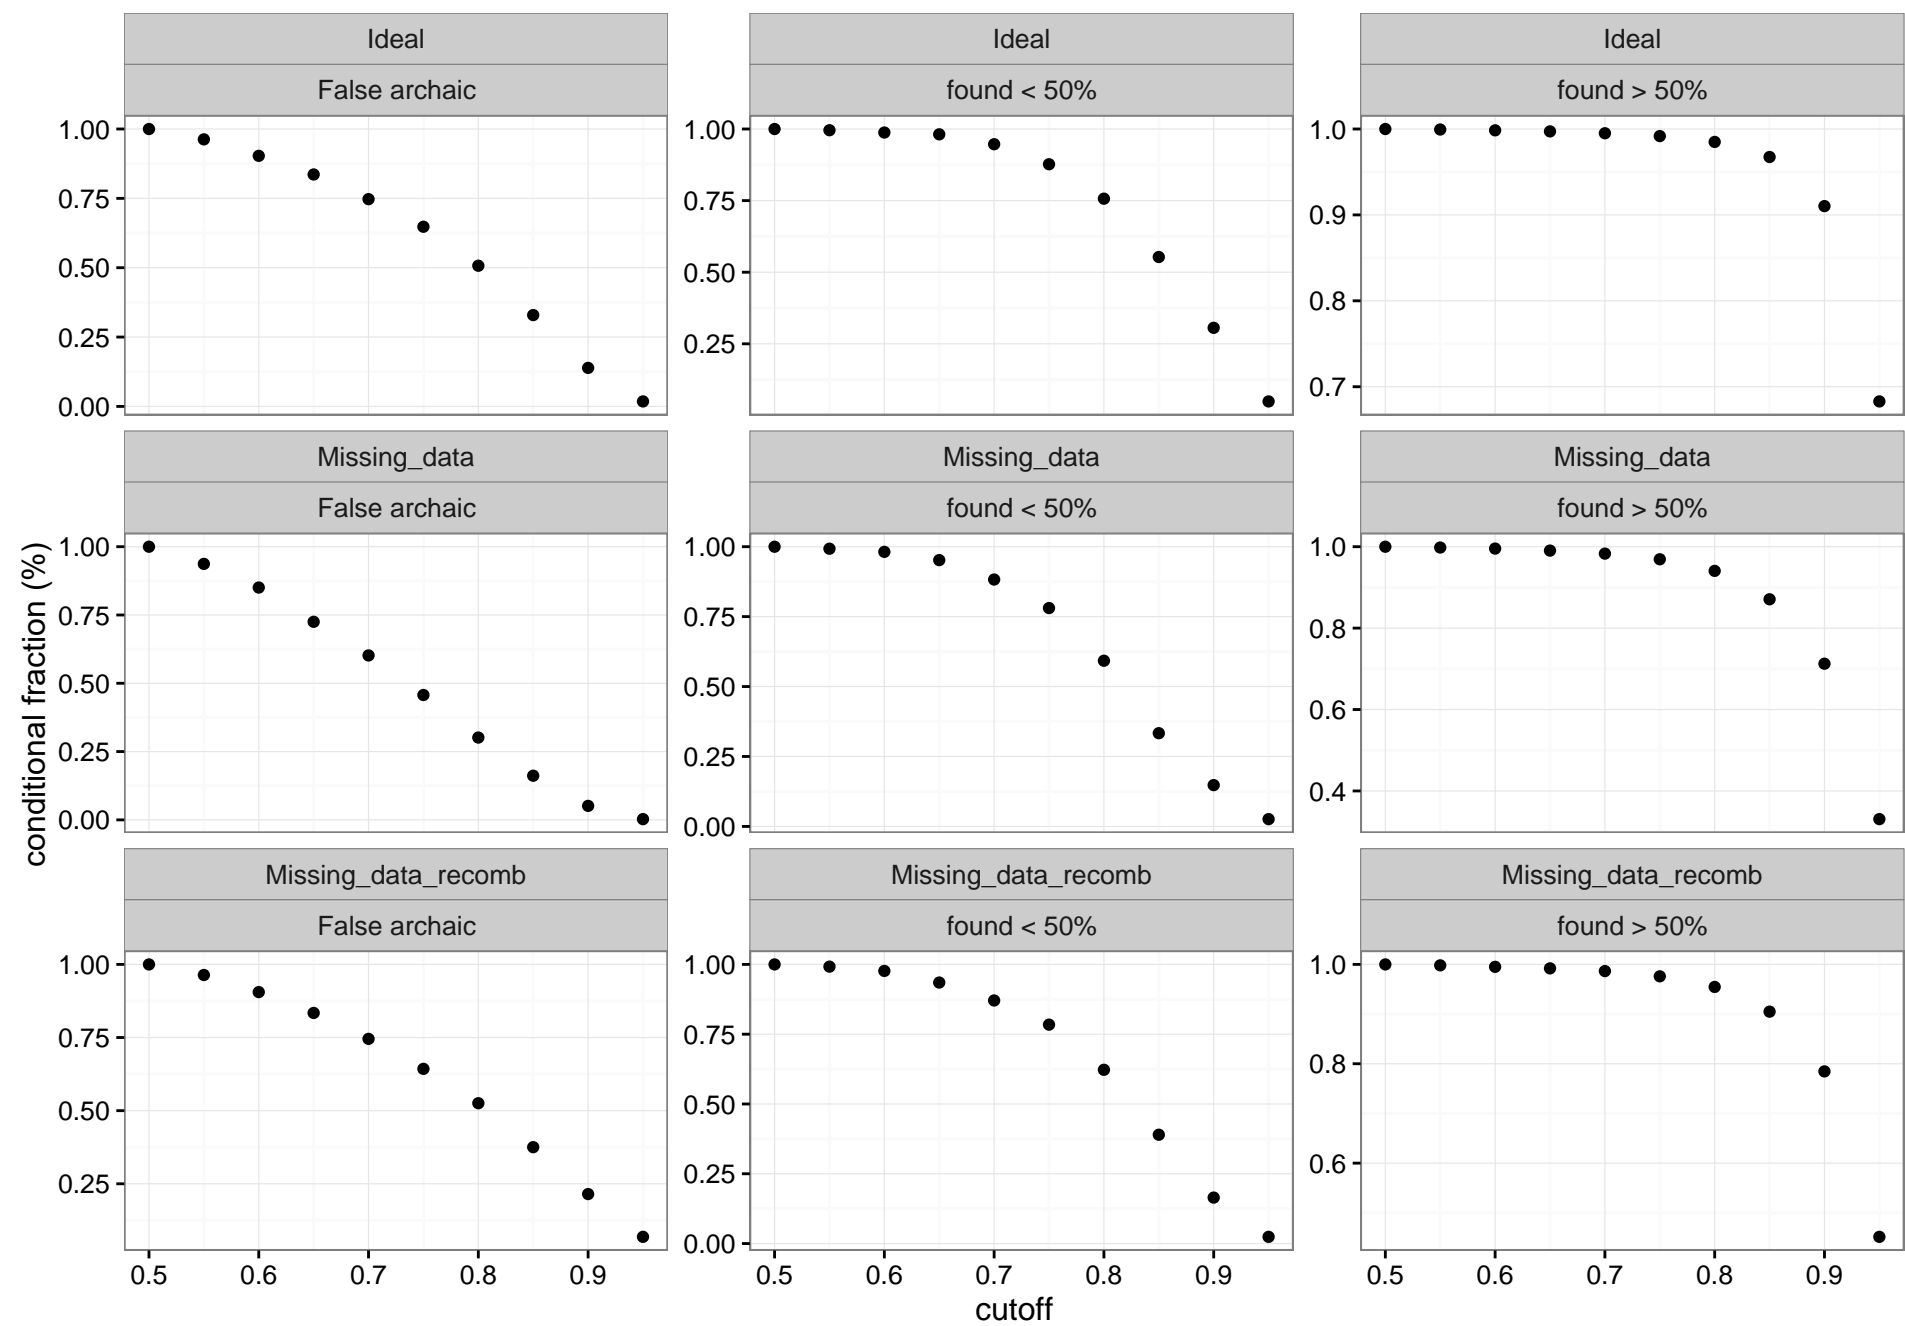 Ideal
False archaic
1.00
0.75
0.50
0.25
0.00
Ideal
found < 50%
1.00
0.75
0.50
0.25
Ideal
found > 50%
1.0
0.9
0.8
0.7
Missing_data
False archaic
1.00
0.75
0.50
0.25
0.00
Missing_data
found < 50%
1.00
0.75
0.50
0.25
0.00
Missing_data
found > 50%
1.0
0.8
0.6
0.4
conditional fraction (%)
Missing_data_recomb
False archaic
1.00
0.75
0.50
0.25
0.5 0.6 0.7 0.8 0.9
Missing_data_recomb
found < 50%
1.00
0.75
0.50
0.25
0.00
0.5 0.6 0.7 0.8 0.9
Missing_data_recomb
found > 50%
1.0
0.8
0.6
0.5 0.6 0.7 0.8 0.9
cutoff